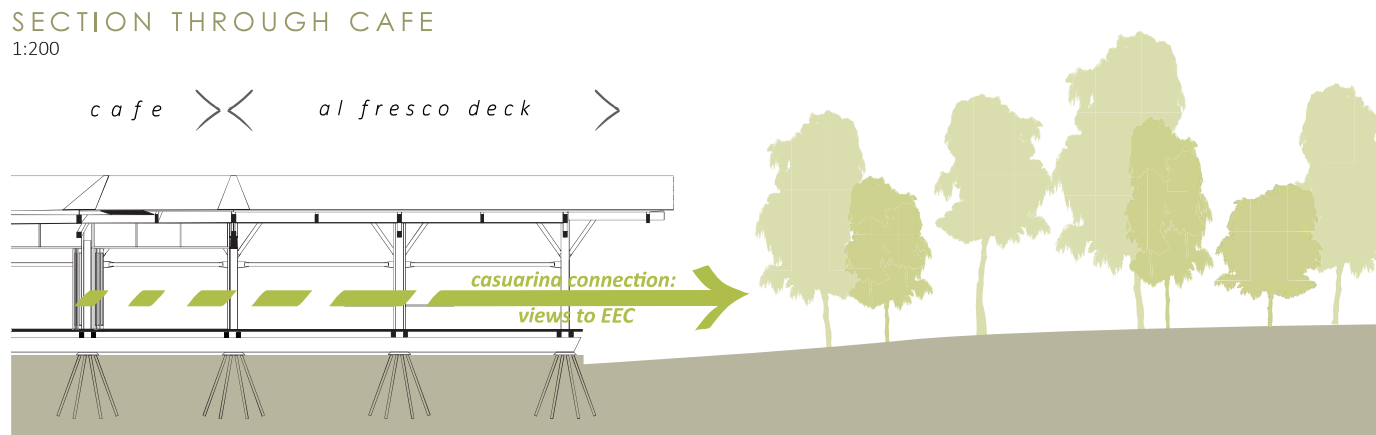 SECTION THROUGH CAFE
1:200
cafe
al fresco deck
casuarina connection:
views to EEC